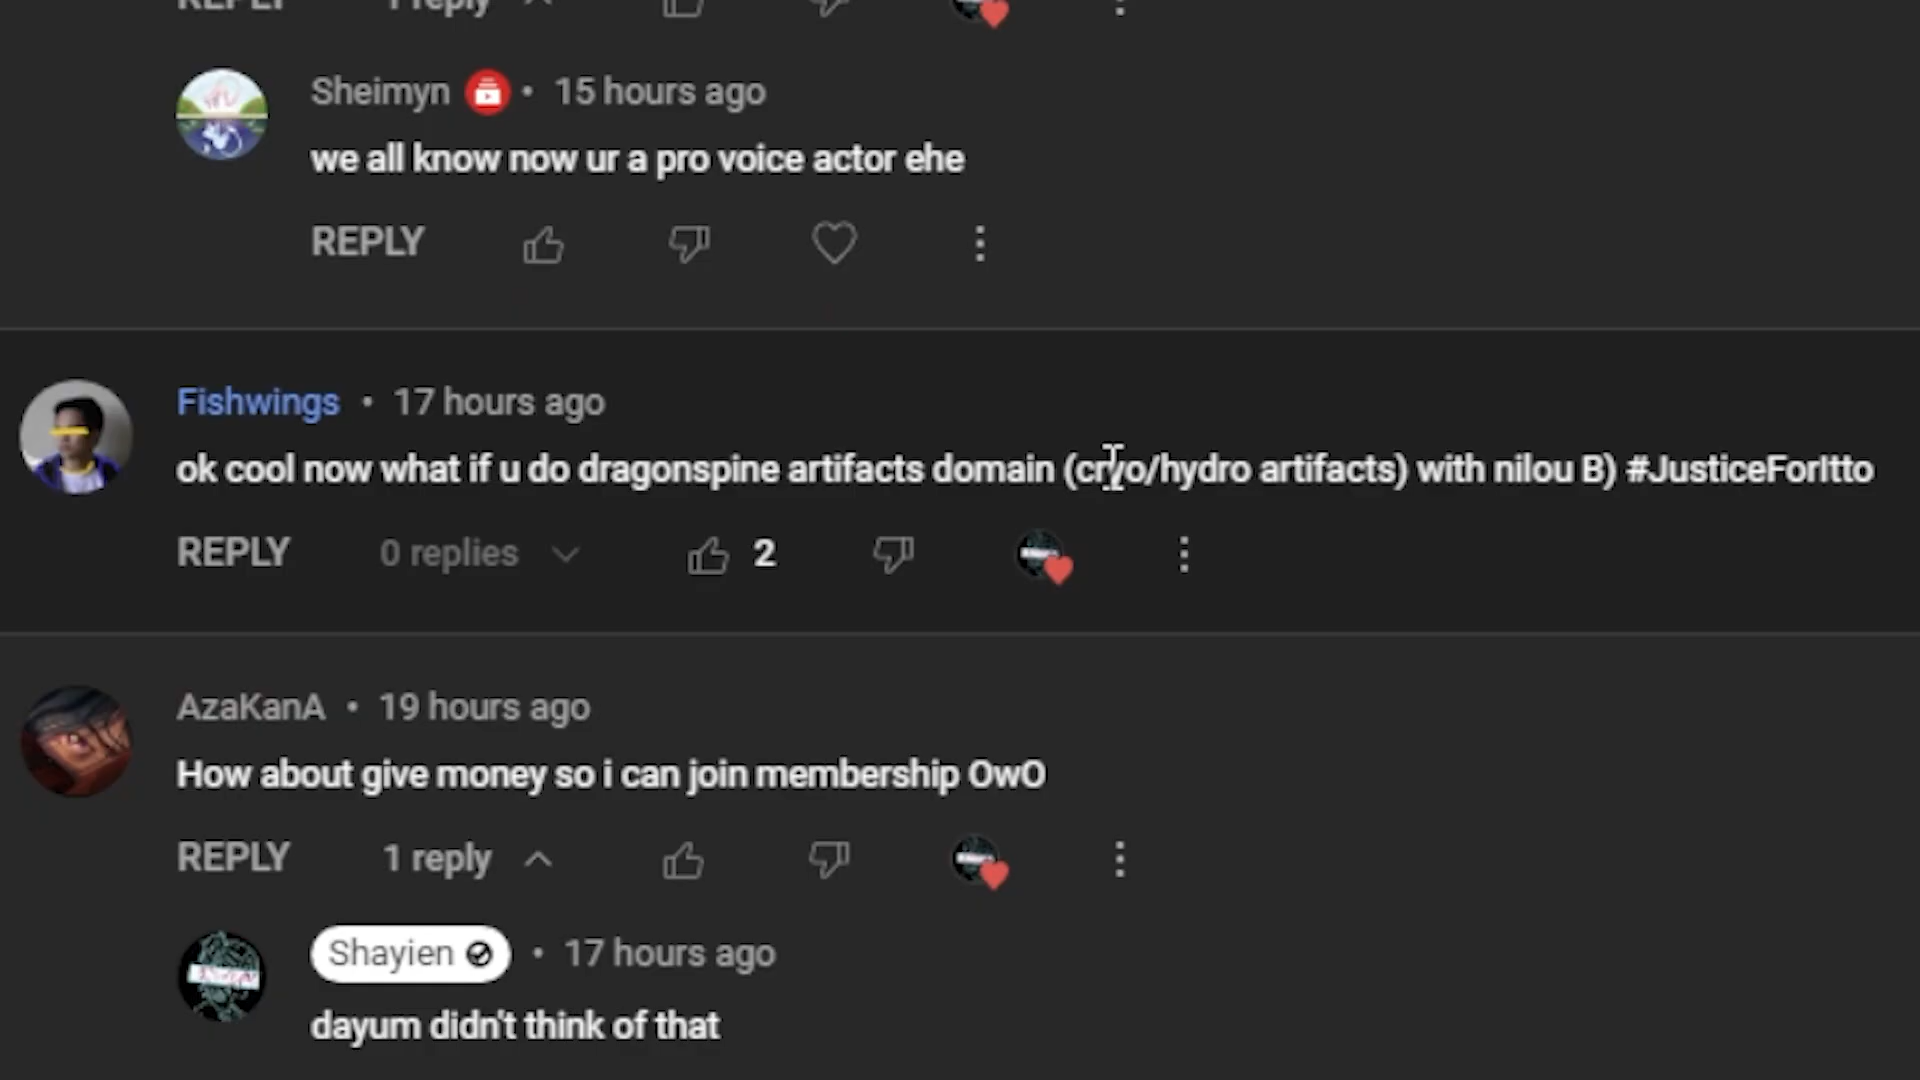 REPLY 1 reply
Sheimyn • 15 hours ago
we all know now ur a pro voice actor ehe
REPLY
Fishwings • 17 hours ago
ok cool now what if u do dragonspine artifacts domain (cryo/hydro artifacts) with nilou B) #JusticeForItto
REPLY 0 replies 2
AzaKanA • 19 hours ago
How about give money so i can join membership OwO
REPLY 1 reply
Shayien • 17 hours ago
dayum didn't think of that